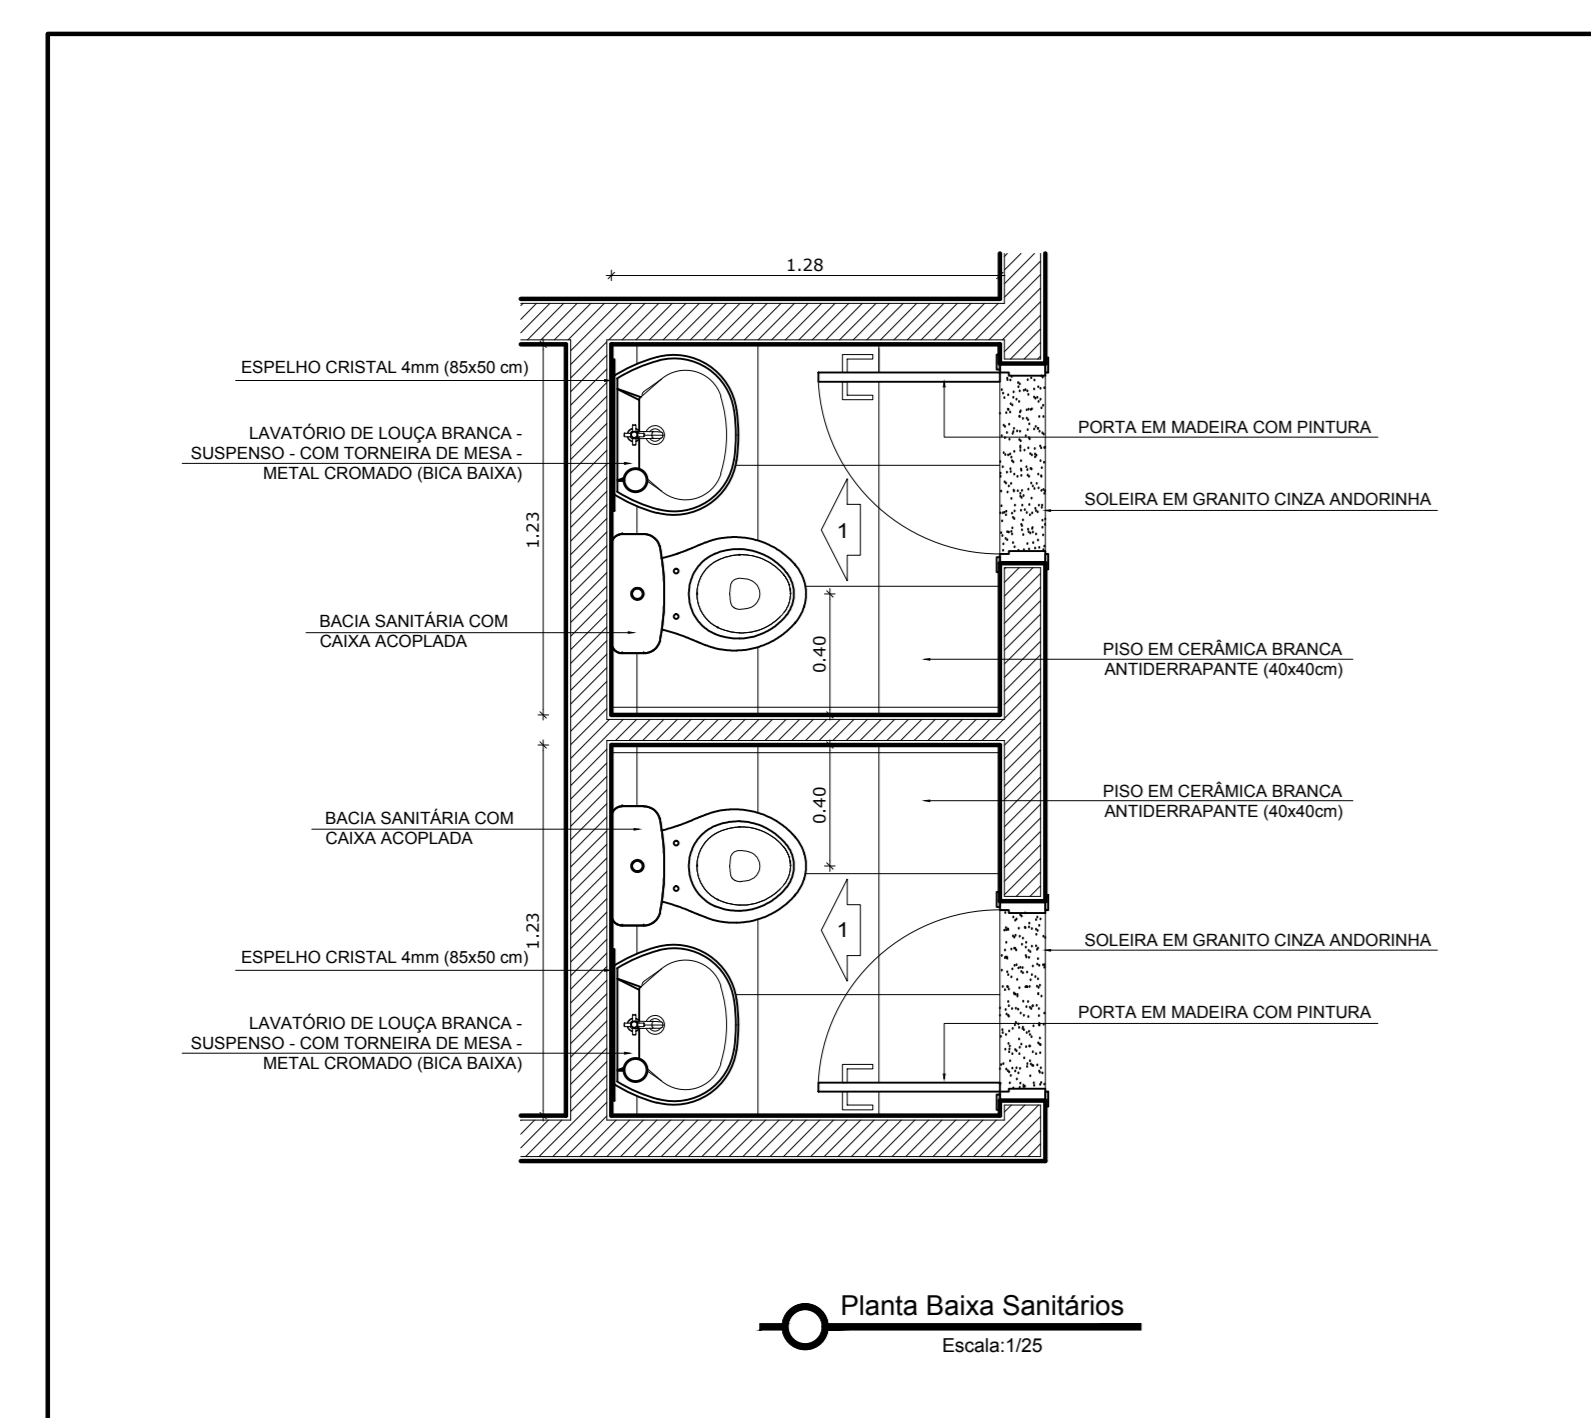 1.28
ESPELHO CRISTAL 4mm (85x50 cm)
LAVATÓRIO DE LOUÇA BRANCA -
SUSPENSO - COM TORNEIRA DE MESA -
METAL CROMADO (BICA BAIXA)
PORTA EM MADEIRA COM PINTURA
SOLEIRA EM GRANITO CINZA ANDORINHA
1.23
1
BACIA SANITÁRIA COM
CAIXA ACOPLADA
0.40
PISO EM CERÂMICA BRANCA
ANTIDERRAPANTE (40x40cm)
PISO EM CERÂMICA BRANCA
ANTIDERRAPANTE (40x40cm)
0.40
BACIA SANITÁRIA COM
CAIXA ACOPLADA
1
1.23
ESPELHO CRISTAL 4mm (85x50 cm)
SOLEIRA EM GRANITO CINZA ANDORINHA
PORTA EM MADEIRA COM PINTURA
LAVATÓRIO DE LOUÇA BRANCA -
SUSPENSO - COM TORNEIRA DE MESA -
METAL CROMADO (BICA BAIXA)
Planta Baixa Sanitários
Escala:1/25